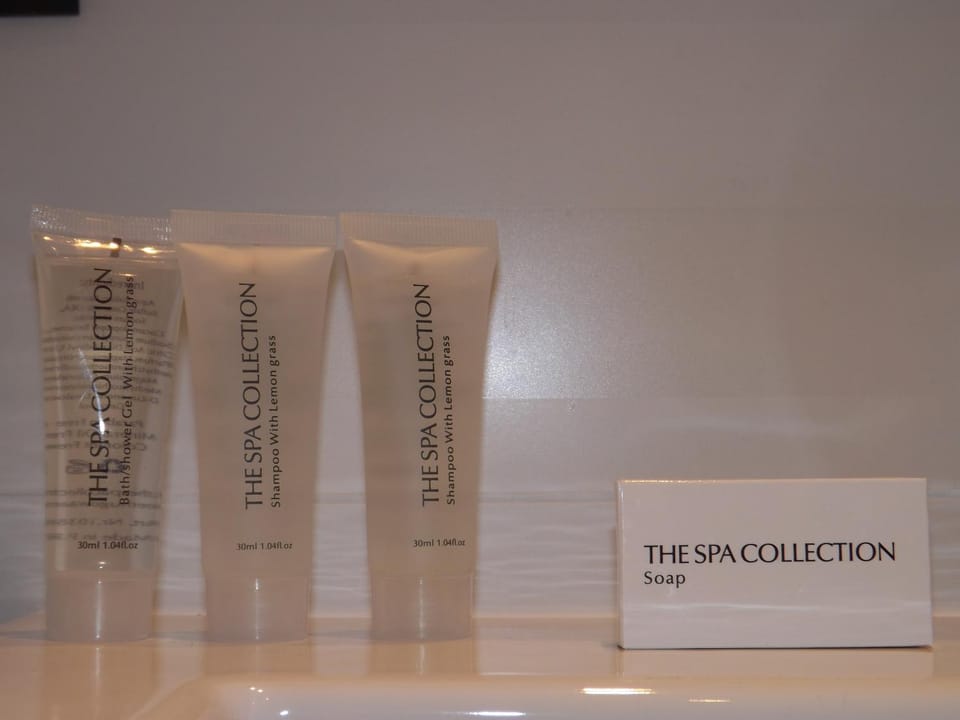 THE SPA COLLECTION
Bath/shower Gel With Lemon grass
30ml 1.04fl.oz
THE SPA COLLECTION
Shampoo With Lemon grass
30ml 1.04fl.oz
THE SPA COLLECTION
Shampoo With Lemon grass
30ml 1.04fl.oz
THE SPA COLLECTION
Soap